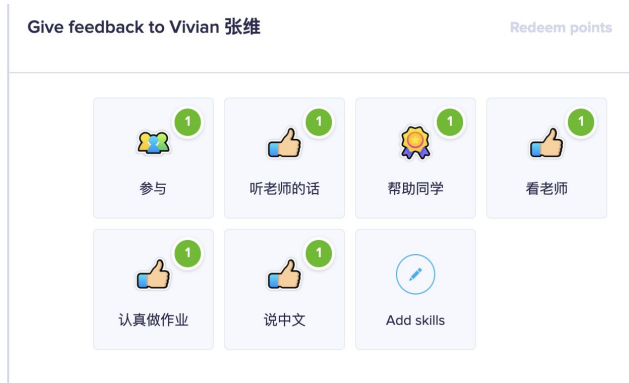 Give feedback to Vivian 张维
Redeem points
1
1
1
1
参与
听老师的话
帮助同学
看老师
1
1
认真做作业
说中文
Add skills